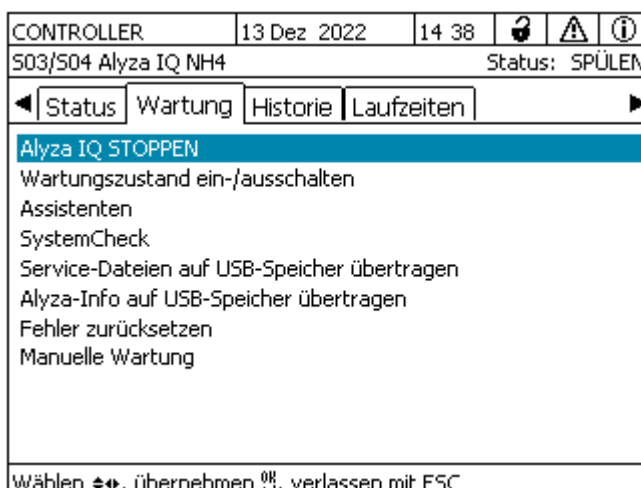 CONTROLLER 13 Dez 2022 14 38
S03/S04 Alyza IQ NH4 Status: SPÜLEN
Status Wartung Historie Laufzeiten
Alyza IQ STOPPEN
Wartungszustand ein-/ausschalten
Assistenten
SystemCheck
Service-Dateien auf USB-Speicher übertragen
Alyza-Info auf USB-Speicher übertragen
Fehler zurücksetzen
Manuelle Wartung
Wählen , übernehmen OK, verlassen mit ESC